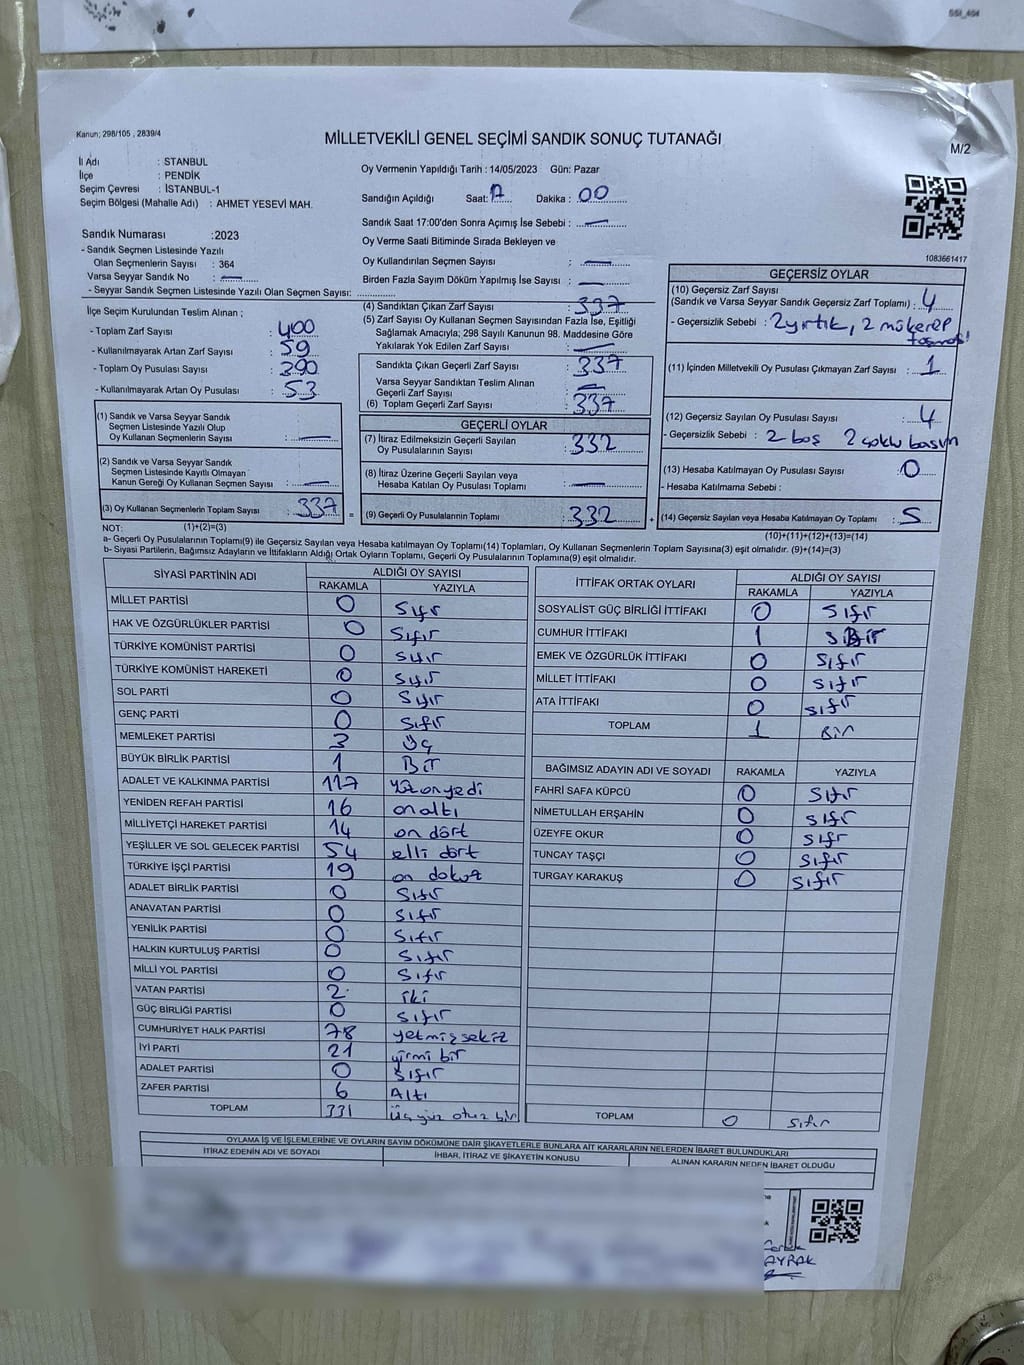 SSI_404
Kanun; 298/105 , 2839/4
MİLLETVEKİLİ GENEL SEÇİMİ SANDIK SONUÇ TUTANAĞI
M/2
İl Adı : STANBUL
İlçe : PENDİK
Seçim Çevresi : İSTANBUL-1
Seçim Bölgesi (Mahalle Adı) : AHMET YESEVİ MAH.
Sandık Numarası :2023
- Sandık Seçmen Listesinde Yazılı
Olan Seçmenlerin Sayısı : 364
Varsa Seyyar Sandık No : —
- Seyyar Sandık Seçmen Listesinde Yazılı Olan Seçmen Sayısı: ..............
İlçe Seçim Kurulundan Teslim Alınan ;
- Toplam Zarf Sayısı : 400
- Kullanılmayarak Artan Zarf Sayısı : 59
- Toplam Oy Pusulası Sayısı : 390
- Kullanılmayarak Artan Oy Pusulası : 53
Oy Vermenin Yapıldığı Tarih : 14/05/2023 Gün: Pazar
Sandığın Açıldığı Saat: 17 Dakika : 00
Sandık Saat 17:00'den Sonra Açımış İse Sebebi : —
Oy Verme Saati Bitiminde Sırada Bekleyen ve
Oy Kullandırılan Seçmen Sayısı : —
Birden Fazla Sayım Döküm Yapılmış İse Sayısı : —
(4) Sandıktan Çıkan Zarf Sayısı : 337
(5) Zarf Sayısı Oy Kullanan Seçmen Sayısından Fazla İse, Eşitliği
Sağlamak Amacıyla; 298 Sayılı Kanunun 98. Maddesine Göre
Yakılarak Yok Edilen Zarf Sayısı : —
Sandıkta Çıkan Geçerli Zarf Sayısı : 337
Varsa Seyyar Sandıktan Teslim Alınan
Geçerli Zarf Sayısı : —
(6) Toplam Geçerli Zarf Sayısı : 337
1083661417
GEÇERSİZ OYLAR
(10) Geçersiz Zarf Sayısı
(Sandık ve Varsa Seyyar Sandık Geçersiz Zarf Toplamı) : 4
- Geçersizlik Sebebi : 2 yırtık, 2 mükerep
(11) İçinden Milletvekili Oy Pusulası Çıkmayan Zarf Sayısı : 1
(12) Geçersiz Sayılan Oy Pusulası Sayısı : 4
- Geçersizlik Sebebi : 2 boş 2 çoklu basım
(13) Hesaba Katılmayan Oy Pusulası Sayısı : 0
- Hesaba Katılmama Sebebi :
(14) Geçersiz Sayılan veya Hesaba Katılmayan Oy Toplamı : 5
(10)+(11)+(12)+(13)=(14)
(1) Sandık ve Varsa Seyyar Sandık
Seçmen Listesinde Yazılı Olup
Oy Kullanan Seçmenlerin Sayısı : —
(2) Sandık ve Varsa Seyyar Sandık
Seçmen Listesinde Kayıtlı Olmayan
Kanun Gereği Oy Kullanan Seçmen Sayısı : —
(3) Oy Kullanan Seçmenlerin Toplam Sayısı : 337 =
GEÇERLİ OYLAR
(7) İtiraz Edilmeksizin Geçerli Sayılan
Oy Pusulalarının Sayısı : 332
(8) İtiraz Üzerine Geçerli Sayılan veya
Hesaba Katılan Oy Pusulası Toplamı : —
(9) Geçerli Oy Pusulalarının Toplamı : 332 +
NOT: (1)+(2)=(3)
a- Geçerli Oy Pusulalarının Toplamı(9) ile Geçersiz Sayılan veya Hesaba katılmayan Oy Toplamı(14) Toplamları, Oy Kullanan Seçmenlerin Toplam Sayısına(3) eşit olmalıdır. (9)+(14)=(3)
b- Siyasi Partilerin, Bağımsız Adayların ve İttifakların Aldığı Ortak Oyların Toplamı, Geçerli Oy Pusulalarının Toplamına(9) eşit olmalıdır.
SİYASİ PARTİNİN ADI ALDIĞI OY SAYISI
RAKAMLA YAZIYLA
MİLLET PARTİSİ 0 Sıfır
HAK VE ÖZGÜRLÜKLER PARTİSİ 0 Sıfır
TÜRKİYE KOMÜNİST PARTİSİ 0 Sıfır
TÜRKİYE KOMÜNİST HAREKETİ 0 Sıfır
SOL PARTİ 0 Sıfır
GENÇ PARTİ 0 Sıfır
MEMLEKET PARTİSİ 3 Üç
BÜYÜK BİRLİK PARTİSİ 1 Bir
ADALET VE KALKINMA PARTİSİ 117 yüz onyedi
YENİDEN REFAH PARTİSİ 16 on altı
MİLLİYETÇİ HAREKET PARTİSİ 14 on dört
YEŞİLLER VE SOL GELECEK PARTİSİ 54 elli dört
TÜRKİYE İŞÇİ PARTİSİ 19 on dokuz
ADALET BİRLİK PARTİSİ 0 Sıfır
ANAVATAN PARTİSİ 0 Sıfır
YENİLİK PARTİSİ 0 Sıfır
HALKIN KURTULUŞ PARTİSİ 0 Sıfır
MİLLİ YOL PARTİSİ 0 Sıfır
VATAN PARTİSİ 2 iki
GÜÇ BİRLİĞİ PARTİSİ 0 Sıfır
CUMHURİYET HALK PARTİSİ 78 yetmiş sekiz
İYİ PARTİ 21 yirmi bir
ADALET PARTİSİ 0 Sıfır
ZAFER PARTİSİ 6 Altı
TOPLAM 331 Üç yüz otuz bir
İTTİFAK ORTAK OYLARI ALDIĞI OY SAYISI
RAKAMLA YAZIYLA
SOSYALİST GÜÇ BİRLİĞİ İTTİFAKI 0 Sıfır
CUMHUR İTTİFAKI 1
EMEK VE ÖZGÜRLÜK İTTİFAKI 0 Sıfır
MİLLET İTTİFAKI 0 Sıfır
ATA İTTİFAKI 0 sıfır
TOPLAM 1 Bir
BAĞIMSIZ ADAYIN ADI VE SOYADI RAKAMLA YAZIYLA
FAHRİ SAFA KÜPCÜ 0 Sıfır
NİMETULLAH ERŞAHİN 0 sıfır
ÜZEYFE OKUR 0 sıfır
TUNCAY TAŞÇI 0 sıfır
TURGAY KARAKUŞ 0 sıfır
TOPLAM 0 sıfır
OYLAMA İŞ VE İŞLEMLERİNE VE OYLARIN SAYIM DÖKÜMÜNE DAİR ŞİKAYETLERLE BUNLARA AİT KARARLARIN NELERDEN İBARET BULUNDUKLARI
İTİRAZ EDENİN ADI VE SOYADI İHBAR, İTİRAZ VE ŞİKAYETİN KONUSU ALINAN KARARIN NEDEN İBARET OLDUĞU
AYRAK